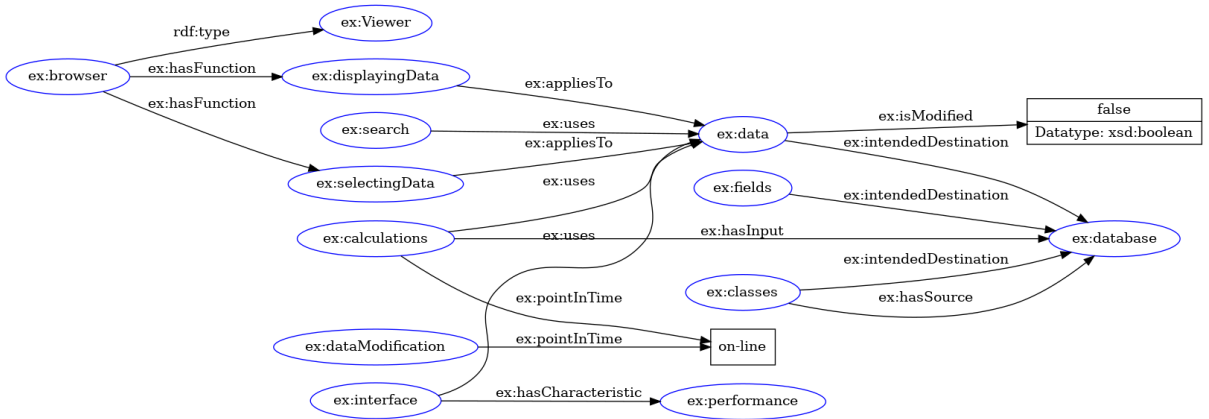 ex:Viewer
rdf:type
ex:browser
ex:hasFunction
ex:displayingData
ex:hasFunction
ex:appliesTo
ex:search
ex:uses
ex:data
ex:isModified
false
Datatype: xsd:boolean
ex:appliesTo
ex:intendedDestination
ex:selectingData
ex:uses
ex:fields
ex:intendedDestination
ex:calculations
ex:uses
ex:hasInput
ex:database
ex:intendedDestination
ex:classes
ex:hasSource
ex:pointInTime
ex:dataModification
ex:pointInTime
on-line
ex:interface
ex:hasCharacteristic
ex:performance